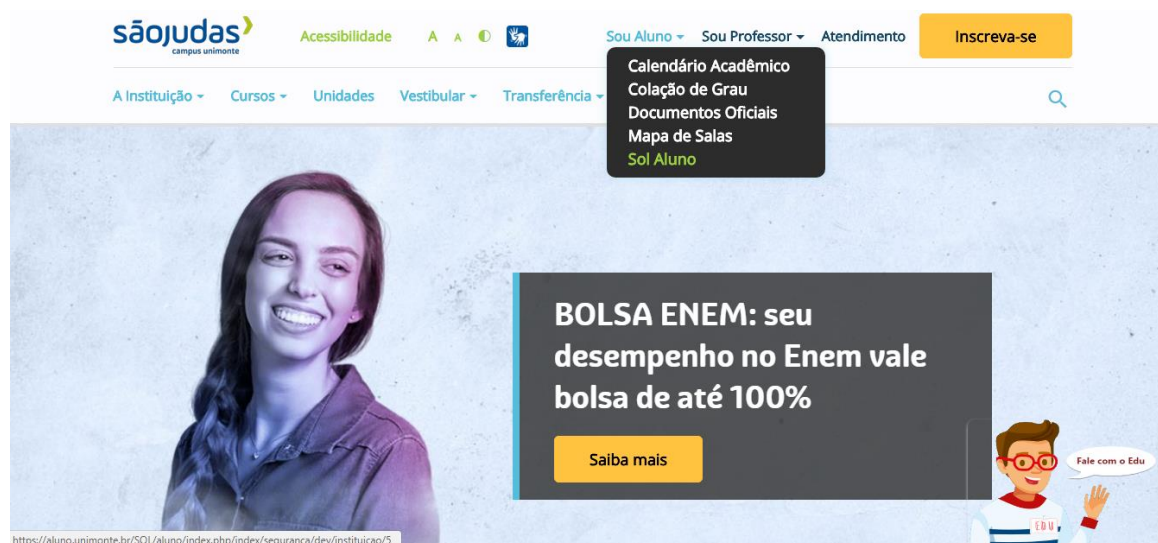 sãojudas
campus unimonte
Acessibilidade A A
Sou Aluno Sou Professor Atendimento Inscreva-se
Calendário Acadêmico
Colação de Grau
Documentos Oficiais
Mapa de Salas
Sol Aluno
A Instituição Cursos Unidades Vestibular Transferência
BOLSA ENEM: seu
desempenho no Enem vale
bolsa de até 100%
Saiba mais
Fale com o Edu
EDU
https://aluno.unimonte.br/SOL/aluno/index.php/index/seguranca/dev/instituicao/5